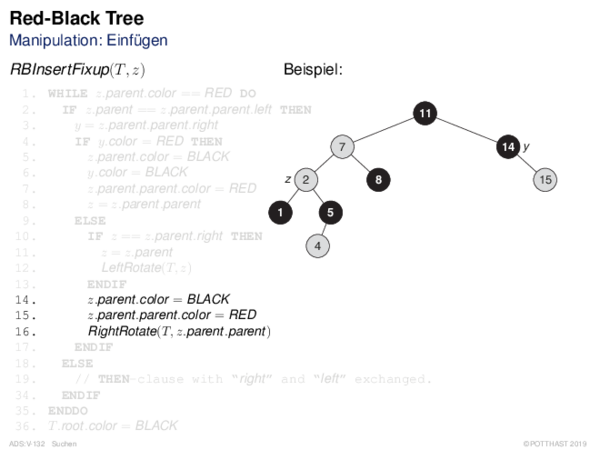 Red-Black Tree
Manipulation: Einfügen
RBInsertFixup(T, z)
Beispiel:
1. WHILE z.parent.color == RED DO
2. IF z.parent == z.parent.parent.left THEN
3. y = z.parent.parent.right
4. IF y.color = RED THEN
5. z.parent.color = BLACK
6. y.color = BLACK
7. z.parent.parent.color = RED
8. z = z.parent.parent
9. ELSE
10. IF z == z.parent.right THEN
11. z = z.parent
12. LeftRotate(T, z)
13. ENDIF
14. z.parent.color = BLACK
15. z.parent.parent.color = RED
16. RightRotate(T, z.parent.parent)
17. ENDIF
18. ELSE
19. // THEN-clause with "right" and "left" exchanged.
34. ENDIF
35. ENDDO
36. T.root.color = BLACK
11
7
14 y
z 2
8
15
1
5
4
ADS:V-132 Suchen
© POTTHAST 2019